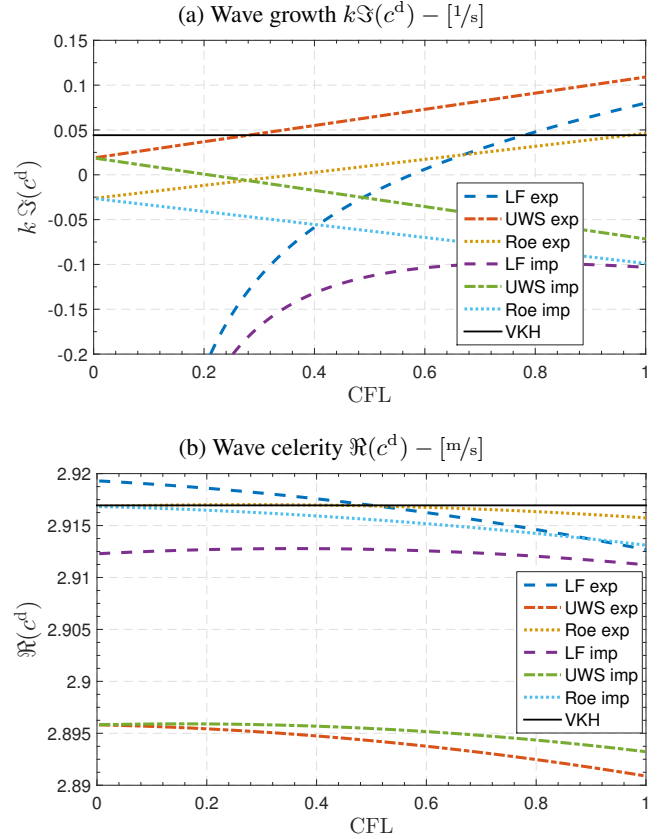 (a) Wave growth kℑ(cᵈ) – [1/s]
0.15
0.1
0.05
0
-0.05
-0.1
-0.15
-0.2
k ℑ(cᵈ)
LF exp
UWS exp
Roe exp
LF imp
UWS imp
Roe imp
VKH
0 0.2 0.4 0.6 0.8 1
CFL
(b) Wave celerity ℜ(cᵈ) – [m/s]
2.92
2.915
2.91
2.905
2.9
2.895
2.89
ℜ(cᵈ)
LF exp
UWS exp
Roe exp
LF imp
UWS imp
Roe imp
VKH
0 0.2 0.4 0.6 0.8 1
CFL